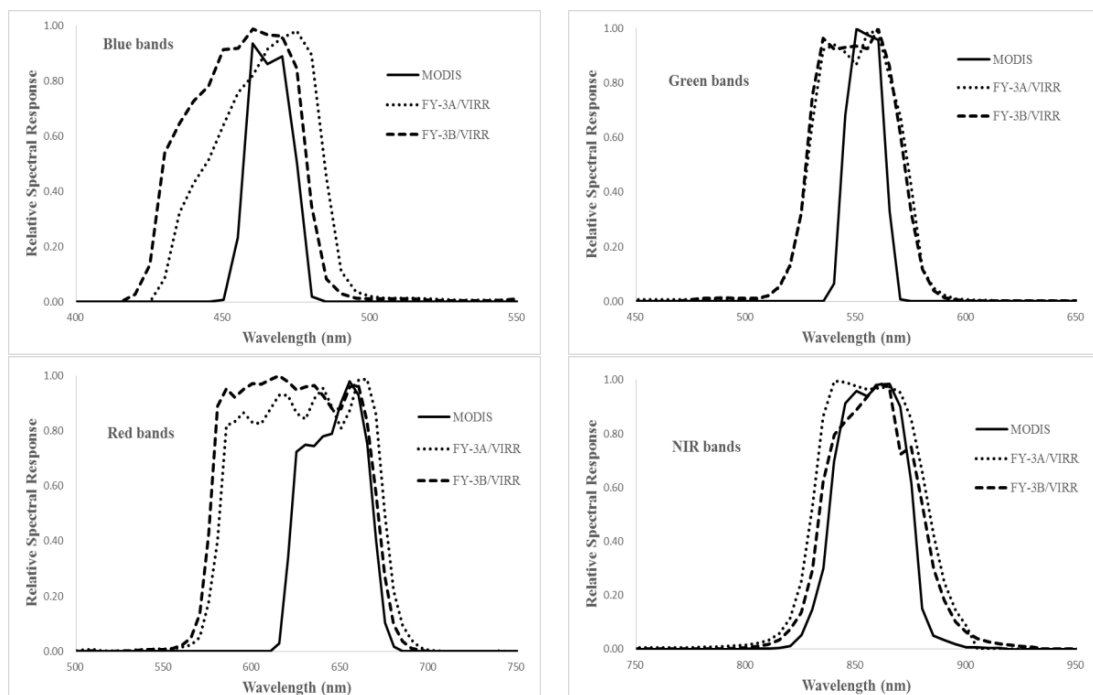 Blue bands
Relative Spectral Response
1.00
0.80
0.60
0.40
0.20
0.00
400
450
500
550
Wavelength (nm)
MODIS
FY-3A/VIRR
FY-3B/VIRR
Green bands
Relative Spectral Response
1.00
0.80
0.60
0.40
0.20
0.00
450
500
550
600
650
Wavelength (nm)
MODIS
FY-3A/VIRR
FY-3B/VIRR
Red bands
Relative Spectral Response
1.00
0.80
0.60
0.40
0.20
0.00
500
550
600
650
700
750
Wavelength (nm)
MODIS
FY-3A/VIRR
FY-3B/VIRR
NIR bands
Relative Spectral Response
1.00
0.80
0.60
0.40
0.20
0.00
750
800
850
900
950
Wavelength (nm)
MODIS
FY-3A/VIRR
FY-3B/VIRR